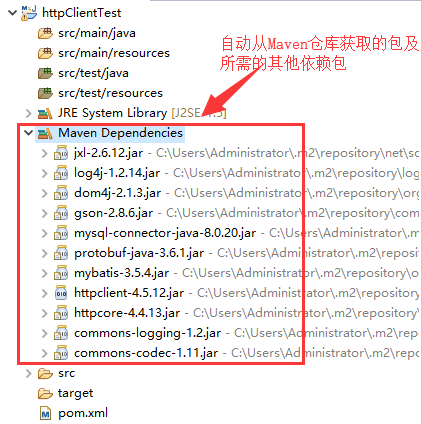 httpClientTest
src/main/java
src/main/resources
src/test/java
src/test/resources
自动从Maven仓库获取的包及
所需的其他依赖包
JRE System Library
Maven Dependencies
jxl-2.6.12.jar - C:\Users\Administrator\.m2\repository\net\sc
log4j-1.2.14.jar - C:\Users\Administrator\.m2\repository\log
dom4j-2.1.3.jar - C:\Users\Administrator\.m2\repository\org
gson-2.8.6.jar - C:\Users\Administrator\.m2\repository\com
mysql-connector-java-8.0.20.jar - C:\Users\Administrator\
protobuf-java-3.6.1.jar - C:\Users\Administrator\.m2\repo
mybatis-3.5.4.jar - C:\Users\Administrator\.m2\repository\o
httpclient-4.5.12.jar - C:\Users\Administrator\.m2\reposit
httpcore-4.4.13.jar - C:\Users\Administrator\.m2\reposito
commons-logging-1.2.jar - C:\Users\Administrator\.m2\re
commons-codec-1.11.jar - C:\Users\Administrator\.m2\repo
src
target
pom.xml